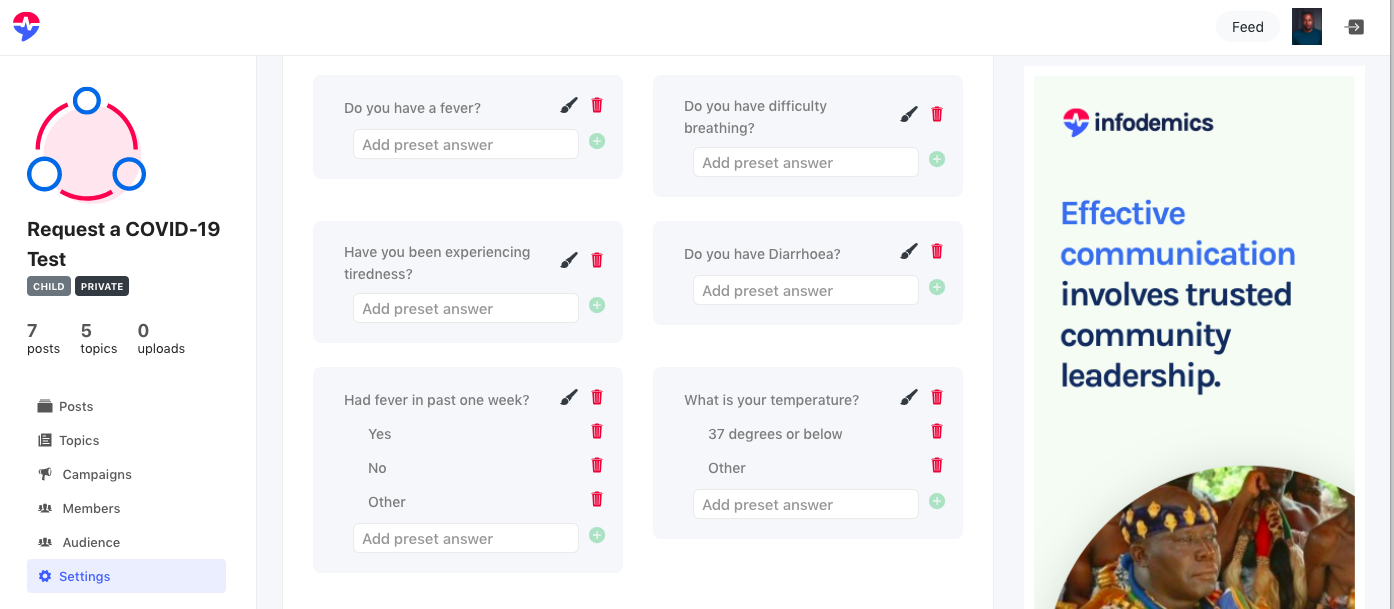 Feed
Request a COVID-19
Test
CHILD PRIVATE
7 5 0
posts topics uploads
Posts
Topics
Campaigns
Members
Audience
Settings
Do you have a fever?
Add preset answer
Do you have difficulty
breathing?
Add preset answer
Have you been experiencing
tiredness?
Add preset answer
Do you have Diarrhoea?
Add preset answer
Had fever in past one week?
Yes
No
Other
Add preset answer
What is your temperature?
37 degrees or below
Other
Add preset answer
infodemics
Effective
communication
involves trusted
community
leadership.